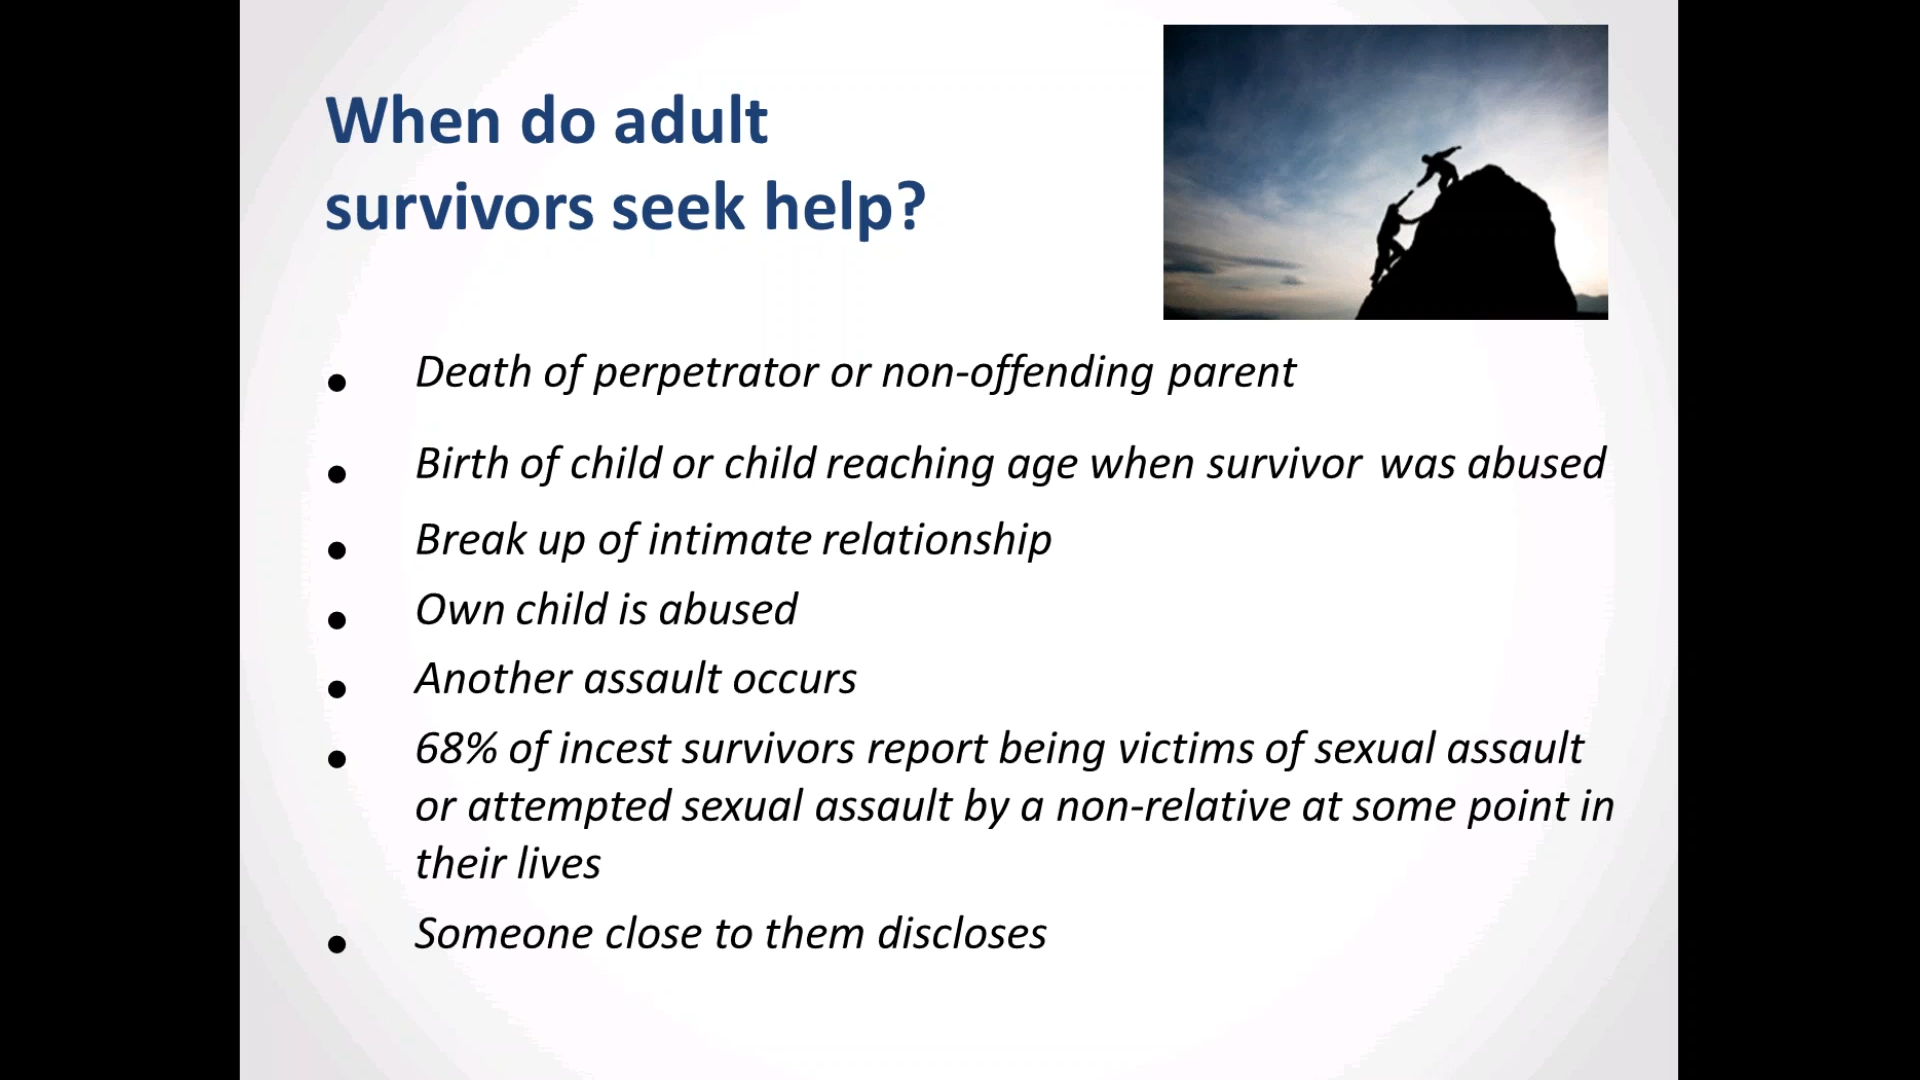 When do adult
survivors seek help?
• Death of perpetrator or non-offending parent
• Birth of child or child reaching age when survivor was abused
• Break up of intimate relationship
• Own child is abused
• Another assault occurs
• 68% of incest survivors report being victims of sexual assault
or attempted sexual assault by a non-relative at some point in
their lives
• Someone close to them discloses